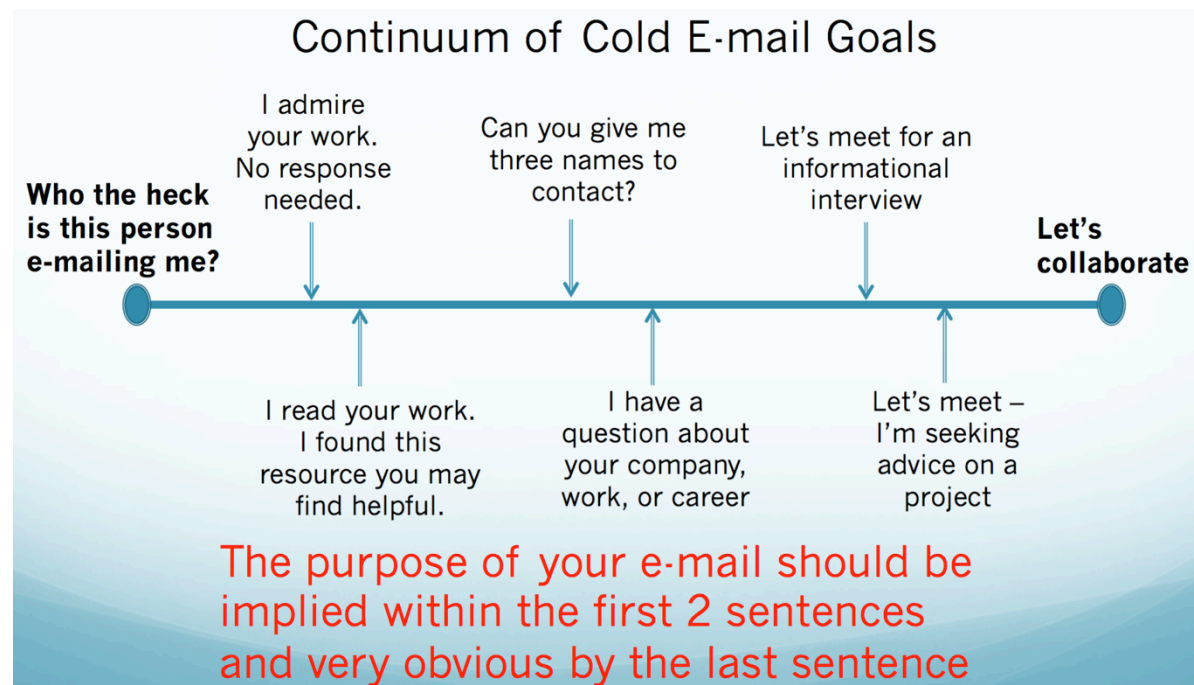 Continuum of Cold E-mail Goals
I admire
your work.
No response
needed.
Can you give me
three names to
contact?
Let's meet for an
informational
interview
Who the heck
is this person
e-mailing me?
Let's
collaborate
I read your work.
I found this
resource you may
find helpful.
I have a
question about
your company,
work, or career
Let's meet –
I'm seeking
advice on a
project
The purpose of your e-mail should be
implied within the first 2 sentences
and very obvious by the last sentence